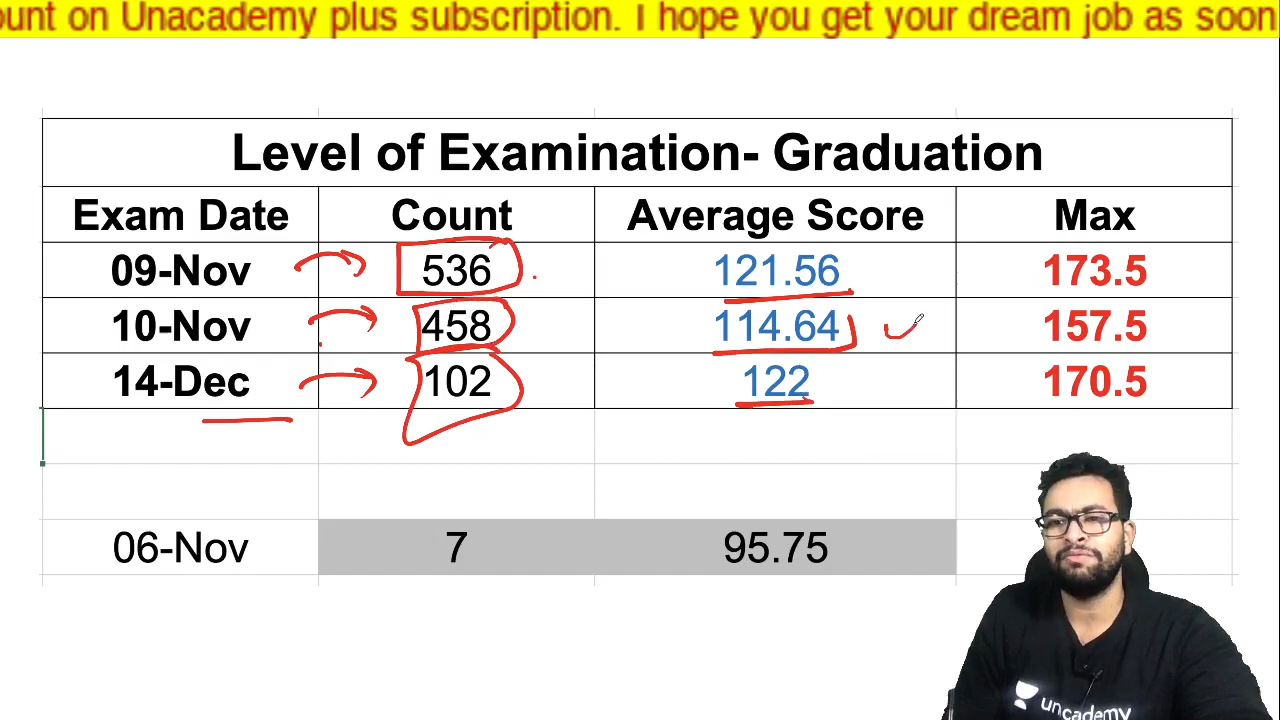 ount on Unacademy plus subscription. I hope you get your dream job as soon
Level of Examination- Graduation
Exam Date Count Average Score Max
09-Nov 536 121.56 173.5
10-Nov 458 114.64 157.5
14-Dec 102 122 170.5
06-Nov 7 95.75
unacademy